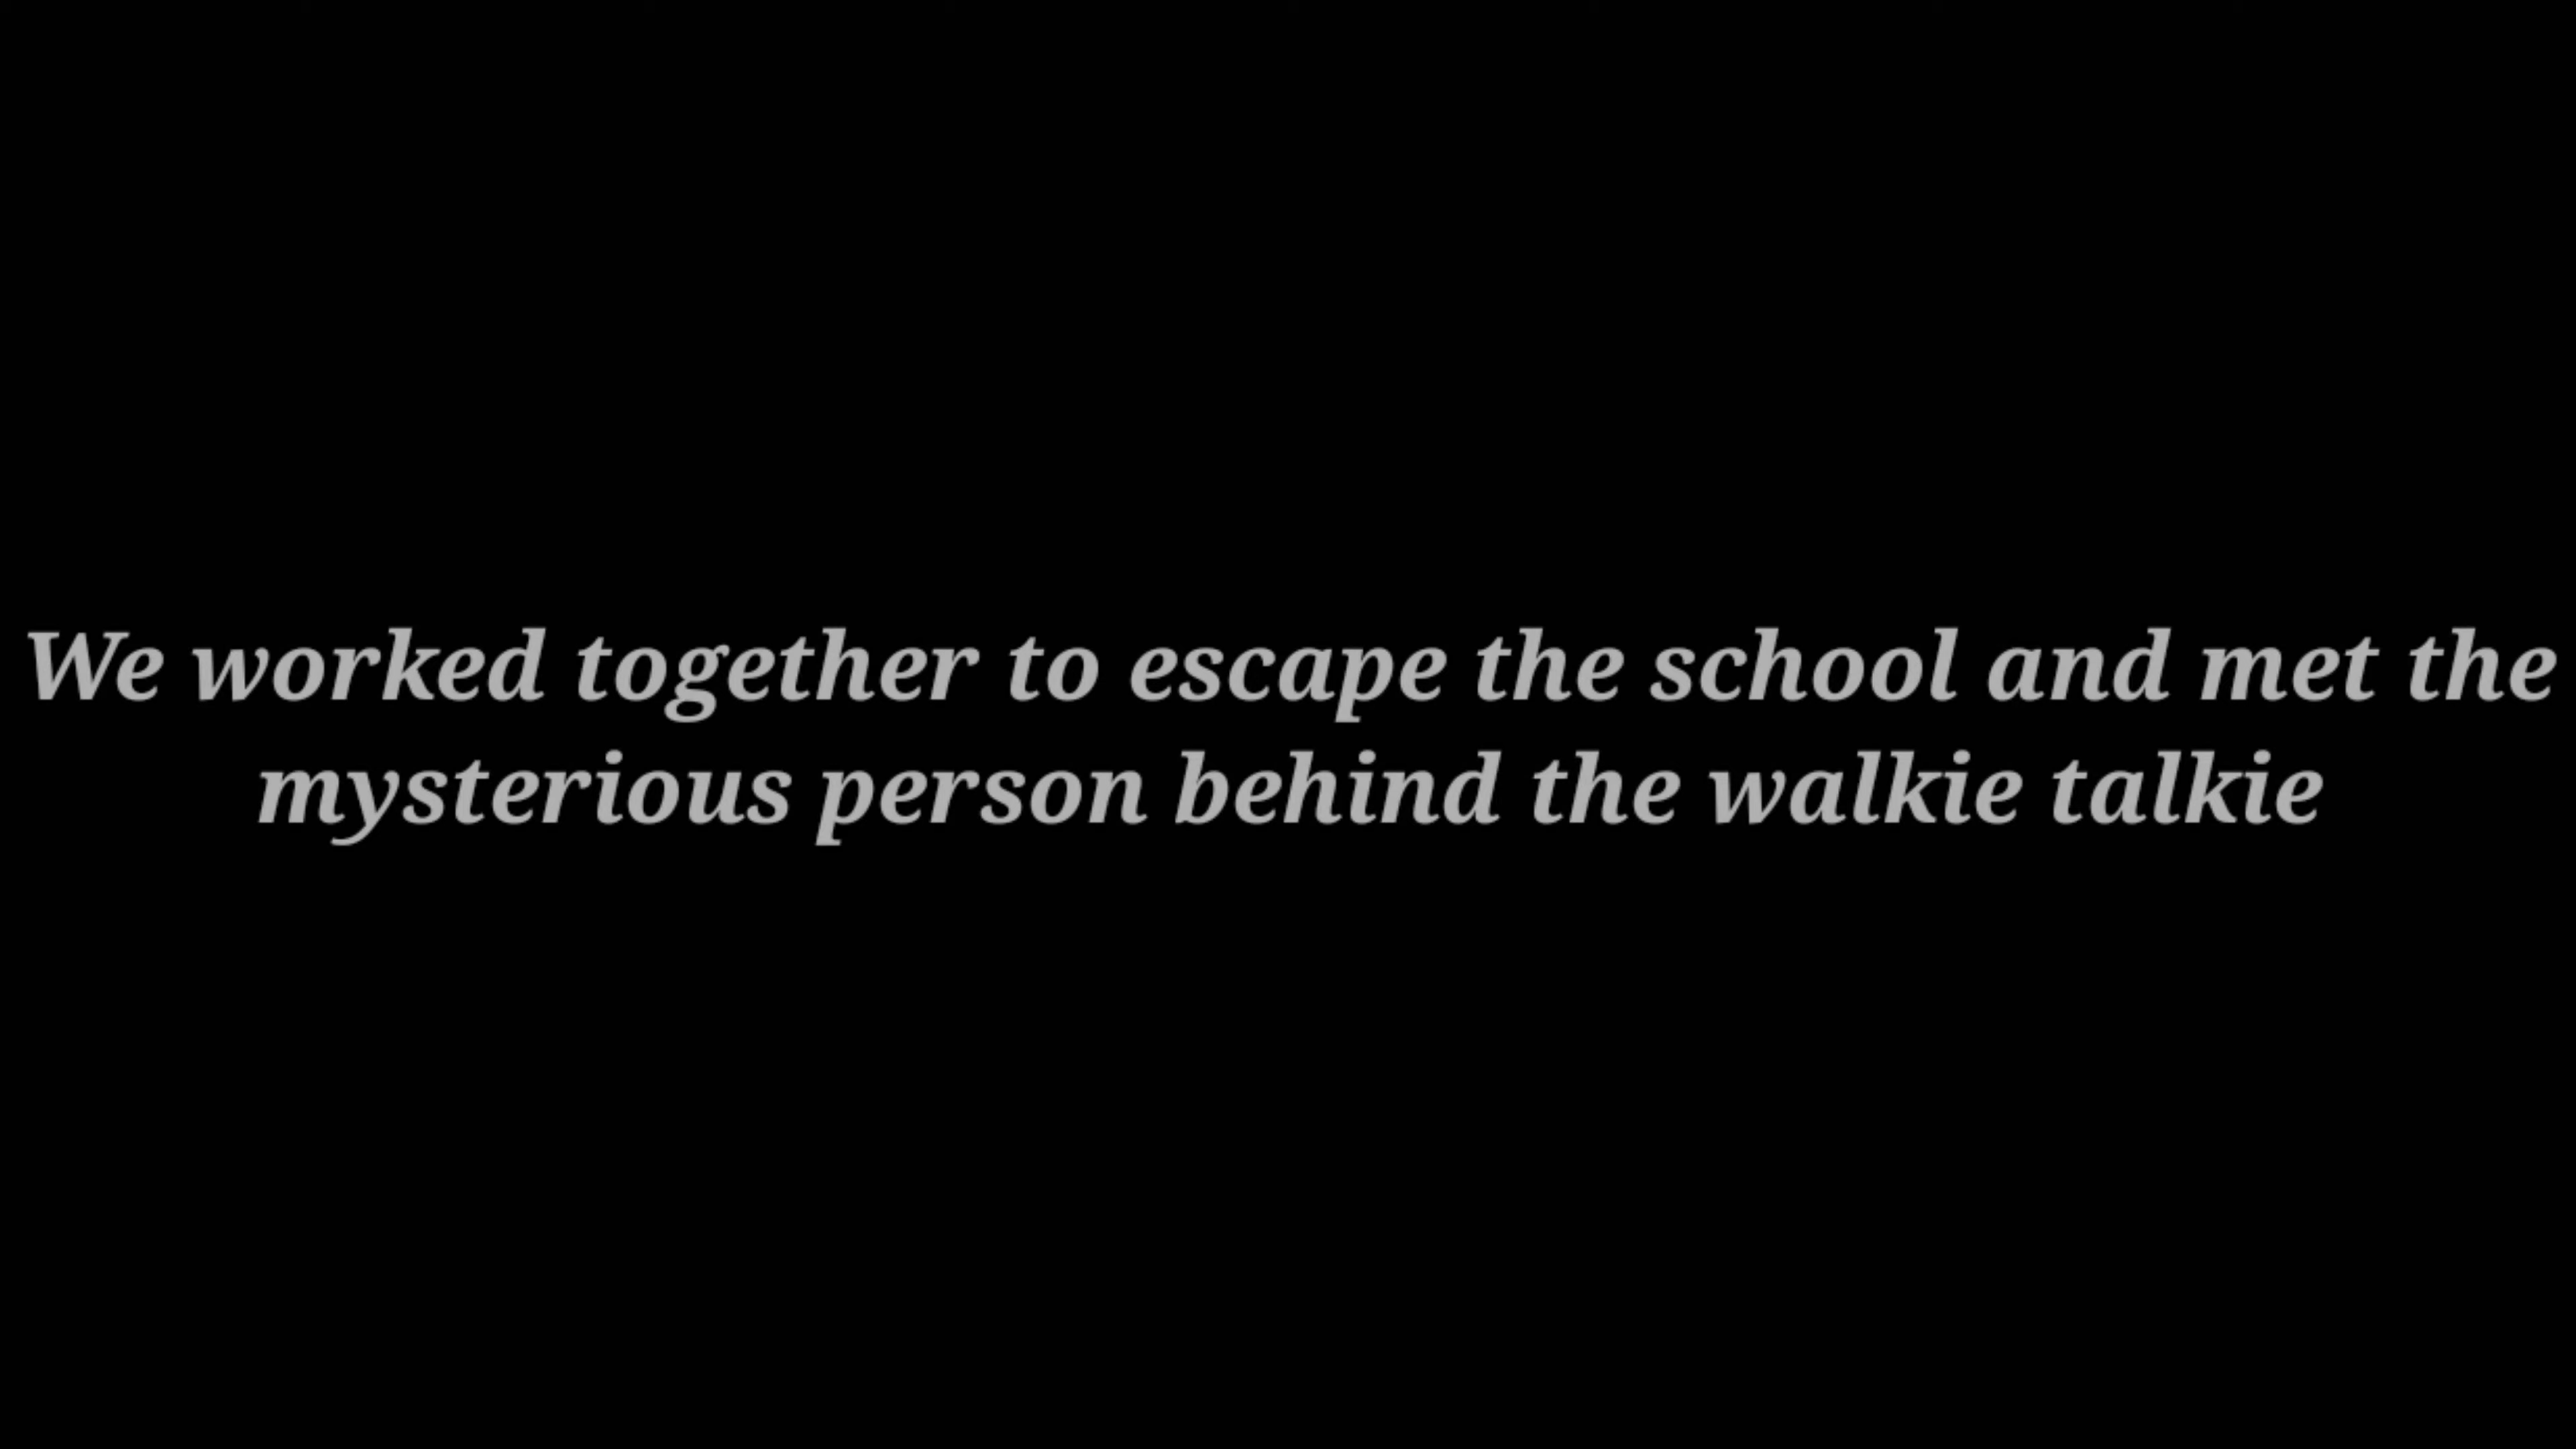 We worked together to escape the school and met the
mysterious person behind the walkie talkie